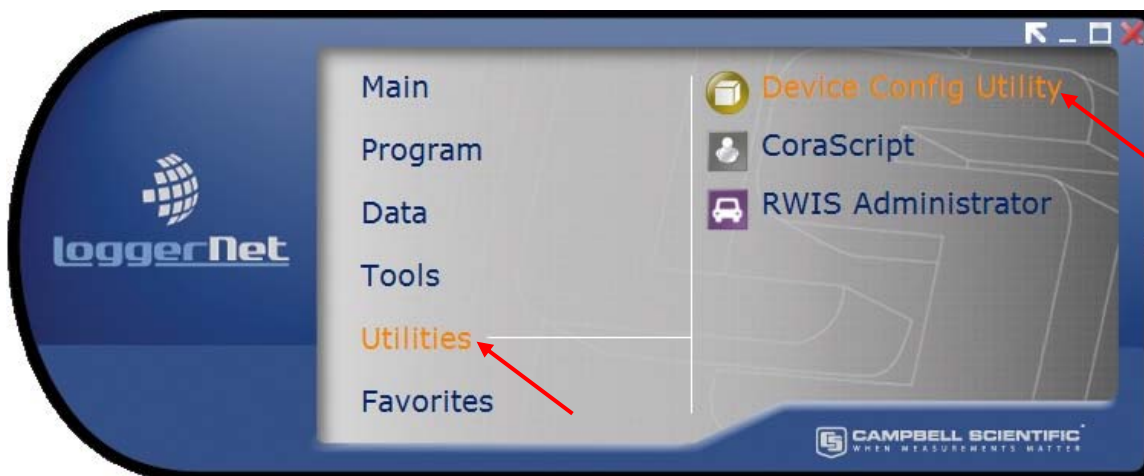 Main
Program
Data
Tools
Utilities
Favorites
Device Config Utility
CoraScript
RWIS Administrator
LoggerNet
CAMPBELL SCIENTIFIC
WHEN MEASUREMENTS MATTER